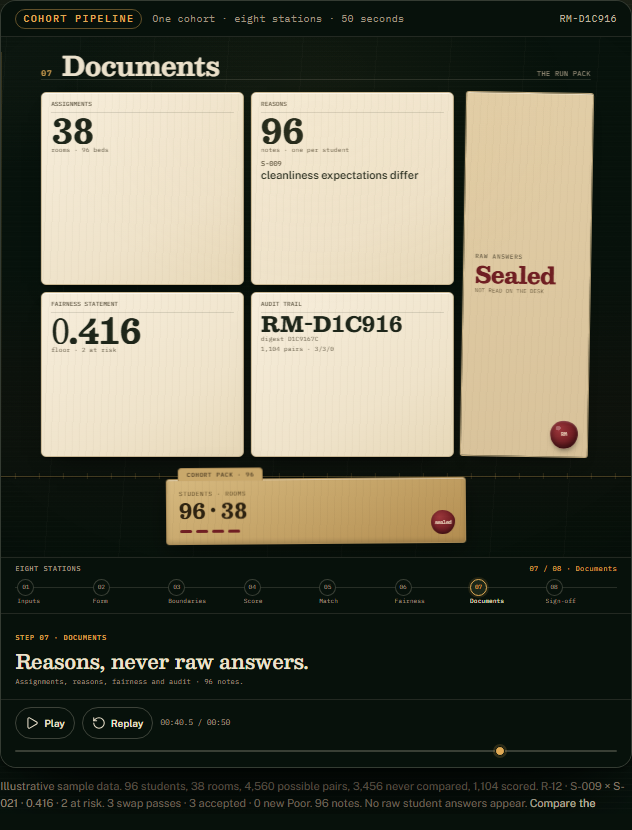 COHORT PIPELINE One cohort · eight stations · 50 seconds RM-D1C916
07 Documents THE RUN PACK
ASSIGNMENTS
38
rooms · 96 beds
REASONS
96
notes · one per student
S-009
cleanliness expectations differ
RAW ANSWERS
Sealed
NOT READ ON THE DESK
FAIRNESS STATEMENT
0.416
floor · 2 at risk
AUDIT TRAIL
RM-D1C916
digest D1C9167C
1,104 pairs · 3/3/0
COHORT PACK · 96
STUDENTS · ROOMS
96·38
sealed
EIGHT STATIONS 07 / 08 · Documents
01 02 03 04 05 06 07 08
Inputs Form Boundaries Score Match Fairness Documents Sign-off
STEP 07 · DOCUMENTS
Reasons, never raw answers.
Assignments, reasons, fairness and audit · 96 notes.
Play Replay 00:40.5 / 00:50
Illustrative sample data. 96 students, 38 rooms, 4,560 possible pairs, 3,456 never compared, 1,104 scored. R-12 · S-009 × S-
021 · 0.416 · 2 at risk. 3 swap passes · 3 accepted · 0 new Poor. 96 notes. No raw student answers appear. Compare the